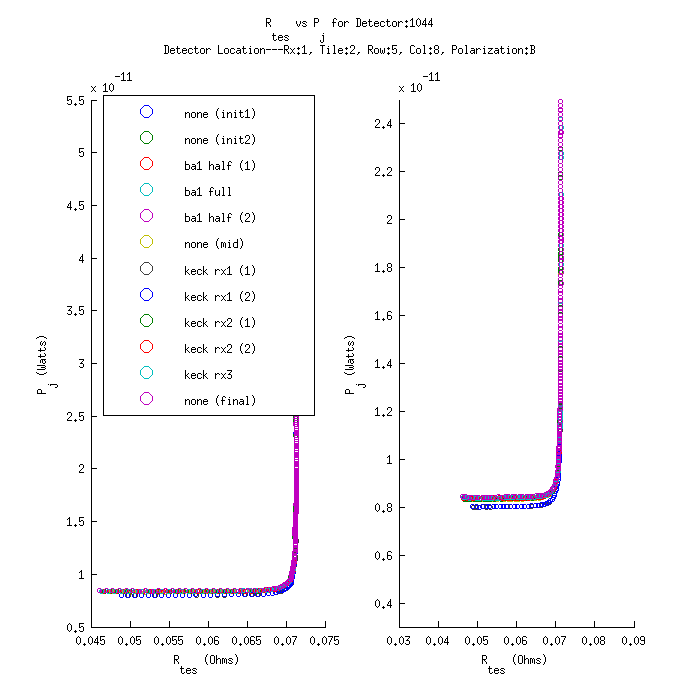 R_tes vs P_j for Detector:1044
Detector Location---Rx:1, Tile:2, Row:5, Col:8, Polarization:B
x 10^-11
5.5
5
4.5
4
3.5
3
2.5
2
1.5
1
0.5
P_j (Watts)
0.045 0.05 0.055 0.06 0.065 0.07 0.075
R_tes (Ohms)
none (init1)
none (init2)
ba1 half (1)
ba1 full
ba1 half (2)
none (mid)
keck rx1 (1)
keck rx1 (2)
keck rx2 (1)
keck rx2 (2)
keck rx3
none (final)
x 10^-11
2.4
2.2
2
1.8
1.6
1.4
1.2
1
0.8
0.6
0.4
P_j (Watts)
0.03 0.04 0.05 0.06 0.07 0.08 0.09
R_tes (Ohms)